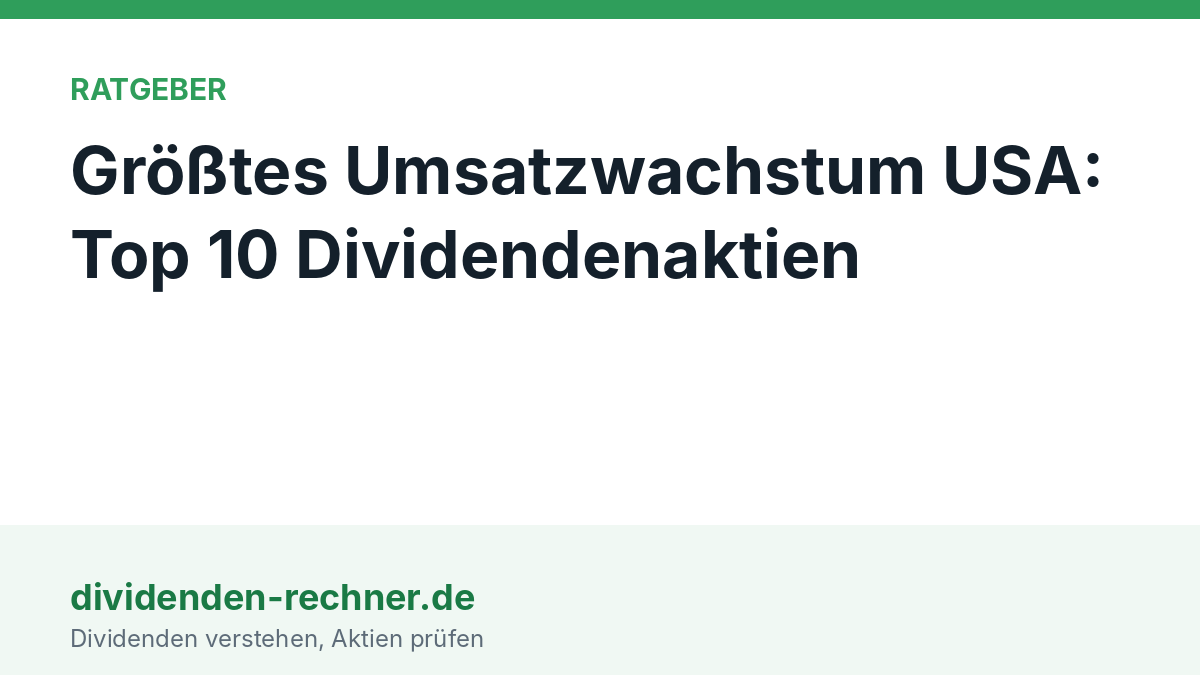 RATGEBER
Größtes Umsatzwachstum USA:
Top 10 Dividendenaktien
dividenden-rechner.de
Dividenden verstehen, Aktien prüfen